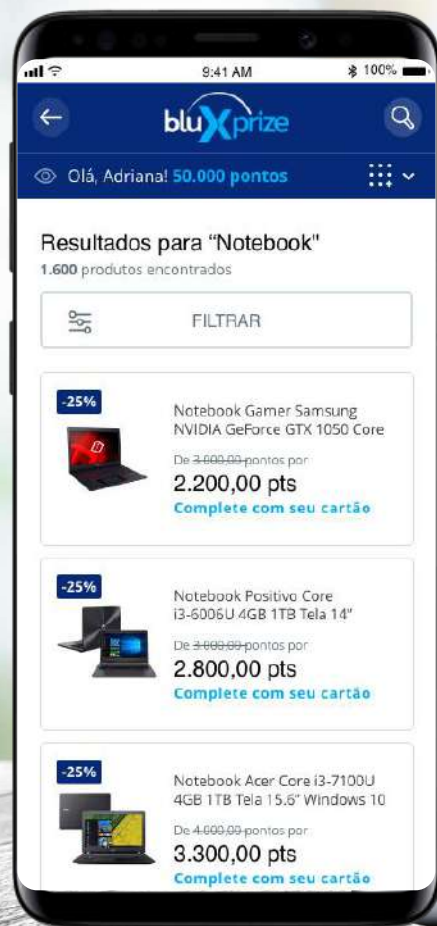 9:41 AM
100%
bluXprize
Olá, Adriana! 50.000 pontos
Resultados para "Notebook"
1.600 produtos encontrados
FILTRAR
-25%
Notebook Gamer Samsung
NVIDIA GeForce GTX 1050 Core
De 3.000,00 pontos por
2.200,00 pts
Complete com seu cartão
-25%
Notebook Positivo Core
i3-6006U 4GB 1TB Tela 14"
De 3.000,00 pontos por
2.800,00 pts
Complete com seu cartão
-25%
Notebook Acer Core i3-7100U
4GB 1TB Tela 15.6" Windows 10
De 4.000,00 pontos por
3.300,00 pts
Complete com seu cartão